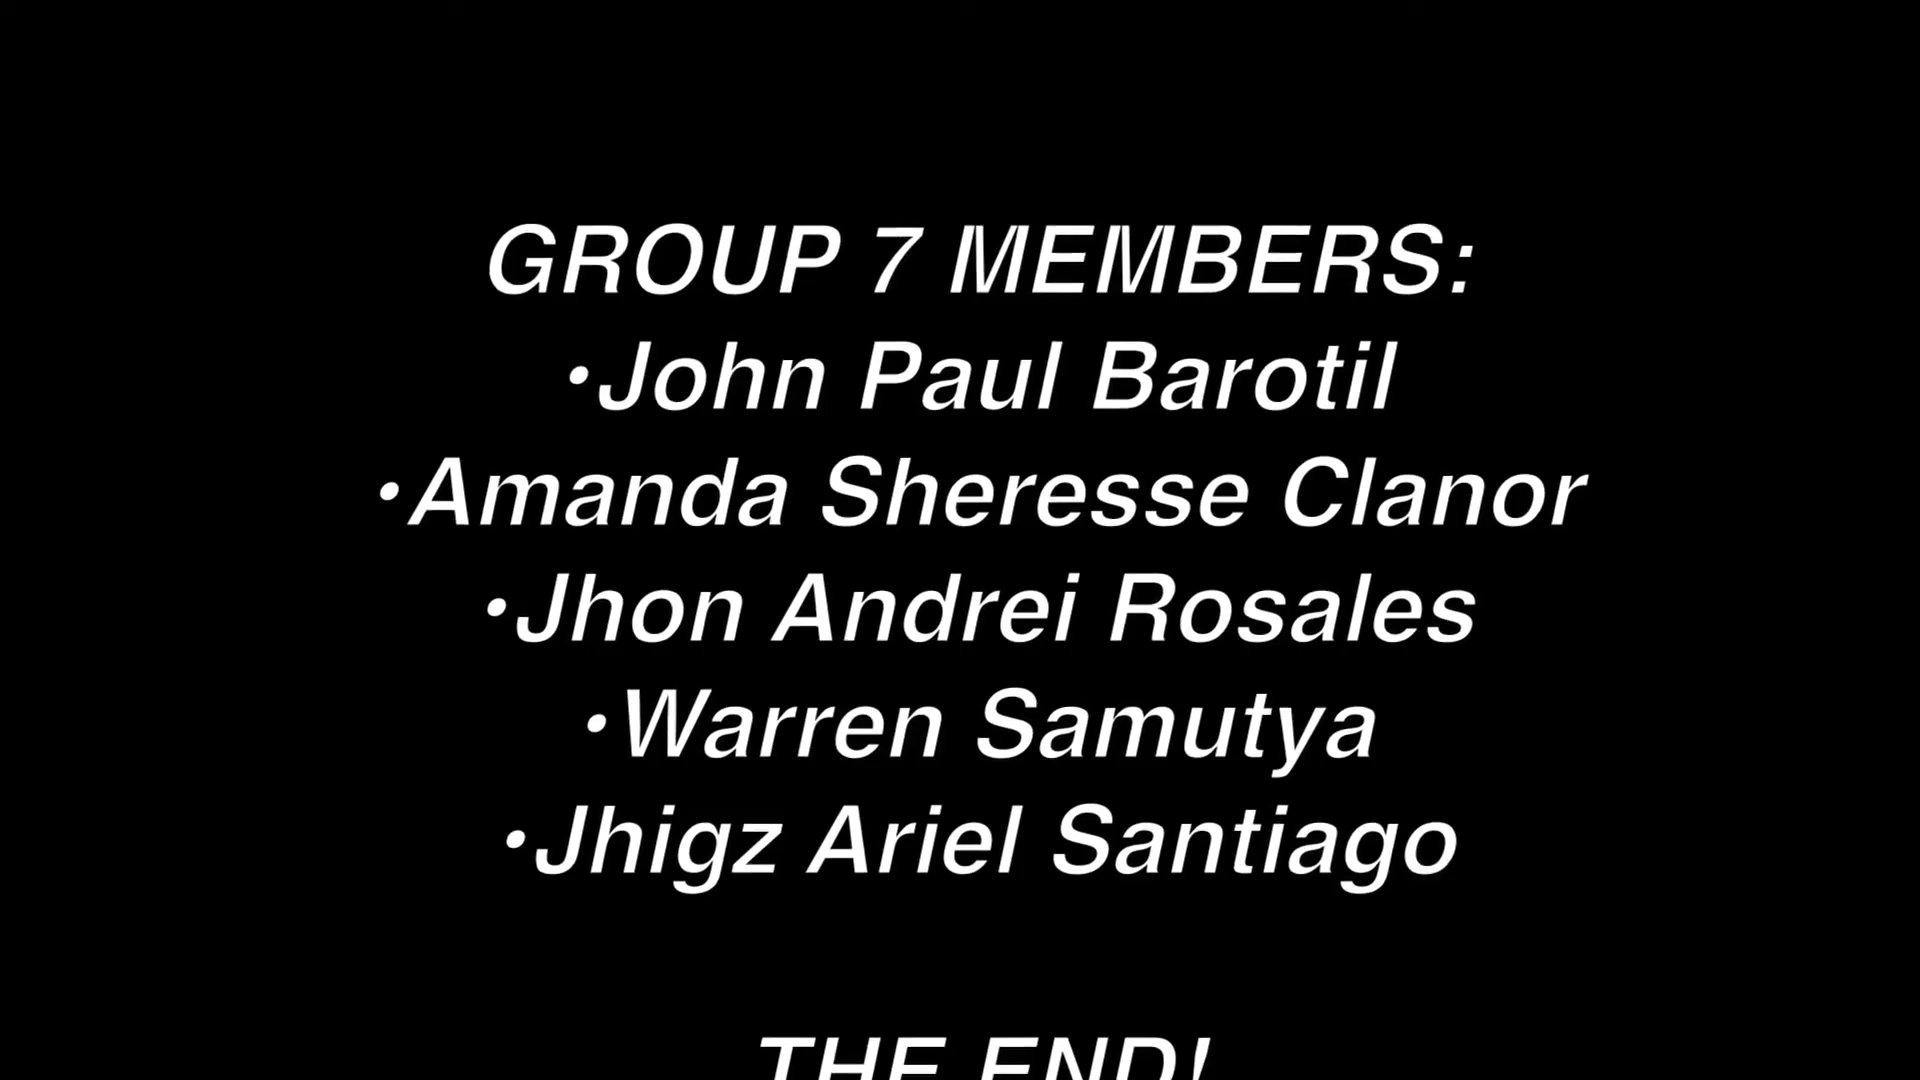 GROUP 7 MEMBERS:
•John Paul Barotil
•Amanda Sheresse Clanor
•Jhon Andrei Rosales
•Warren Samutya
•Jhigz Ariel Santiago
THE END!